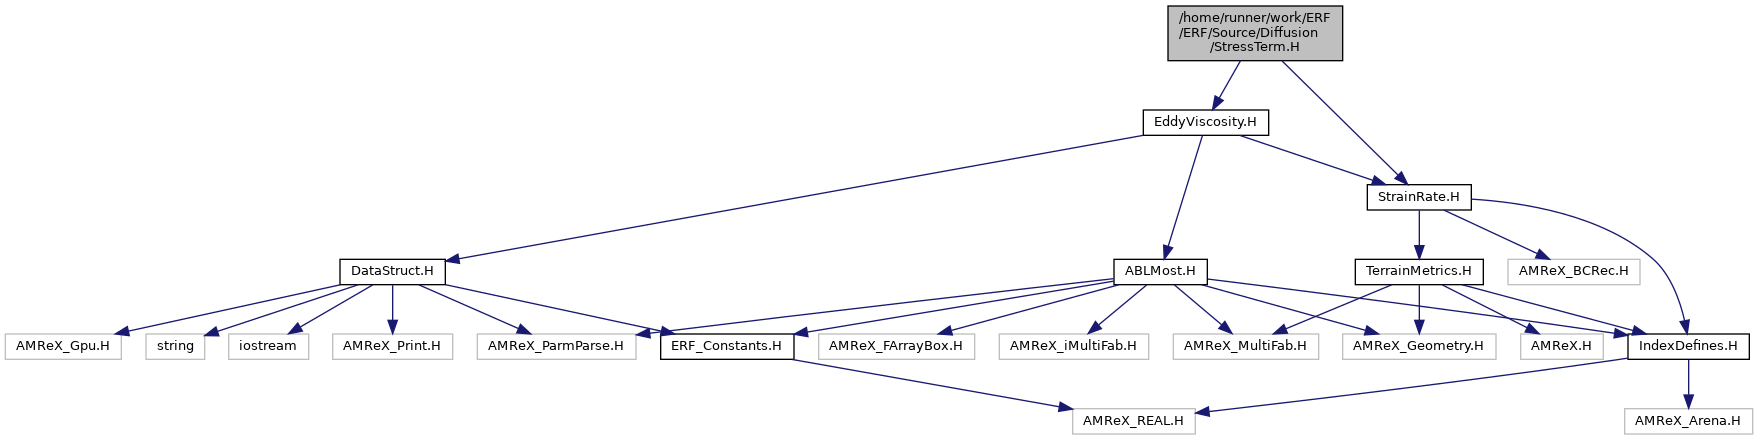 /home/runner/work/ERF
/ERF/Source/Diffusion
/StressTerm.H
EddyViscosity.H
StrainRate.H
DataStruct.H
ABLMost.H
TerrainMetrics.H
AMReX_BCRec.H
AMReX_Gpu.H
string
iostream
AMReX_Print.H
AMReX_ParmParse.H
ERF_Constants.H
AMReX_FArrayBox.H
AMReX_iMultiFab.H
AMReX_MultiFab.H
AMReX_Geometry.H
AMReX.H
IndexDefines.H
AMReX_REAL.H
AMReX_Arena.H